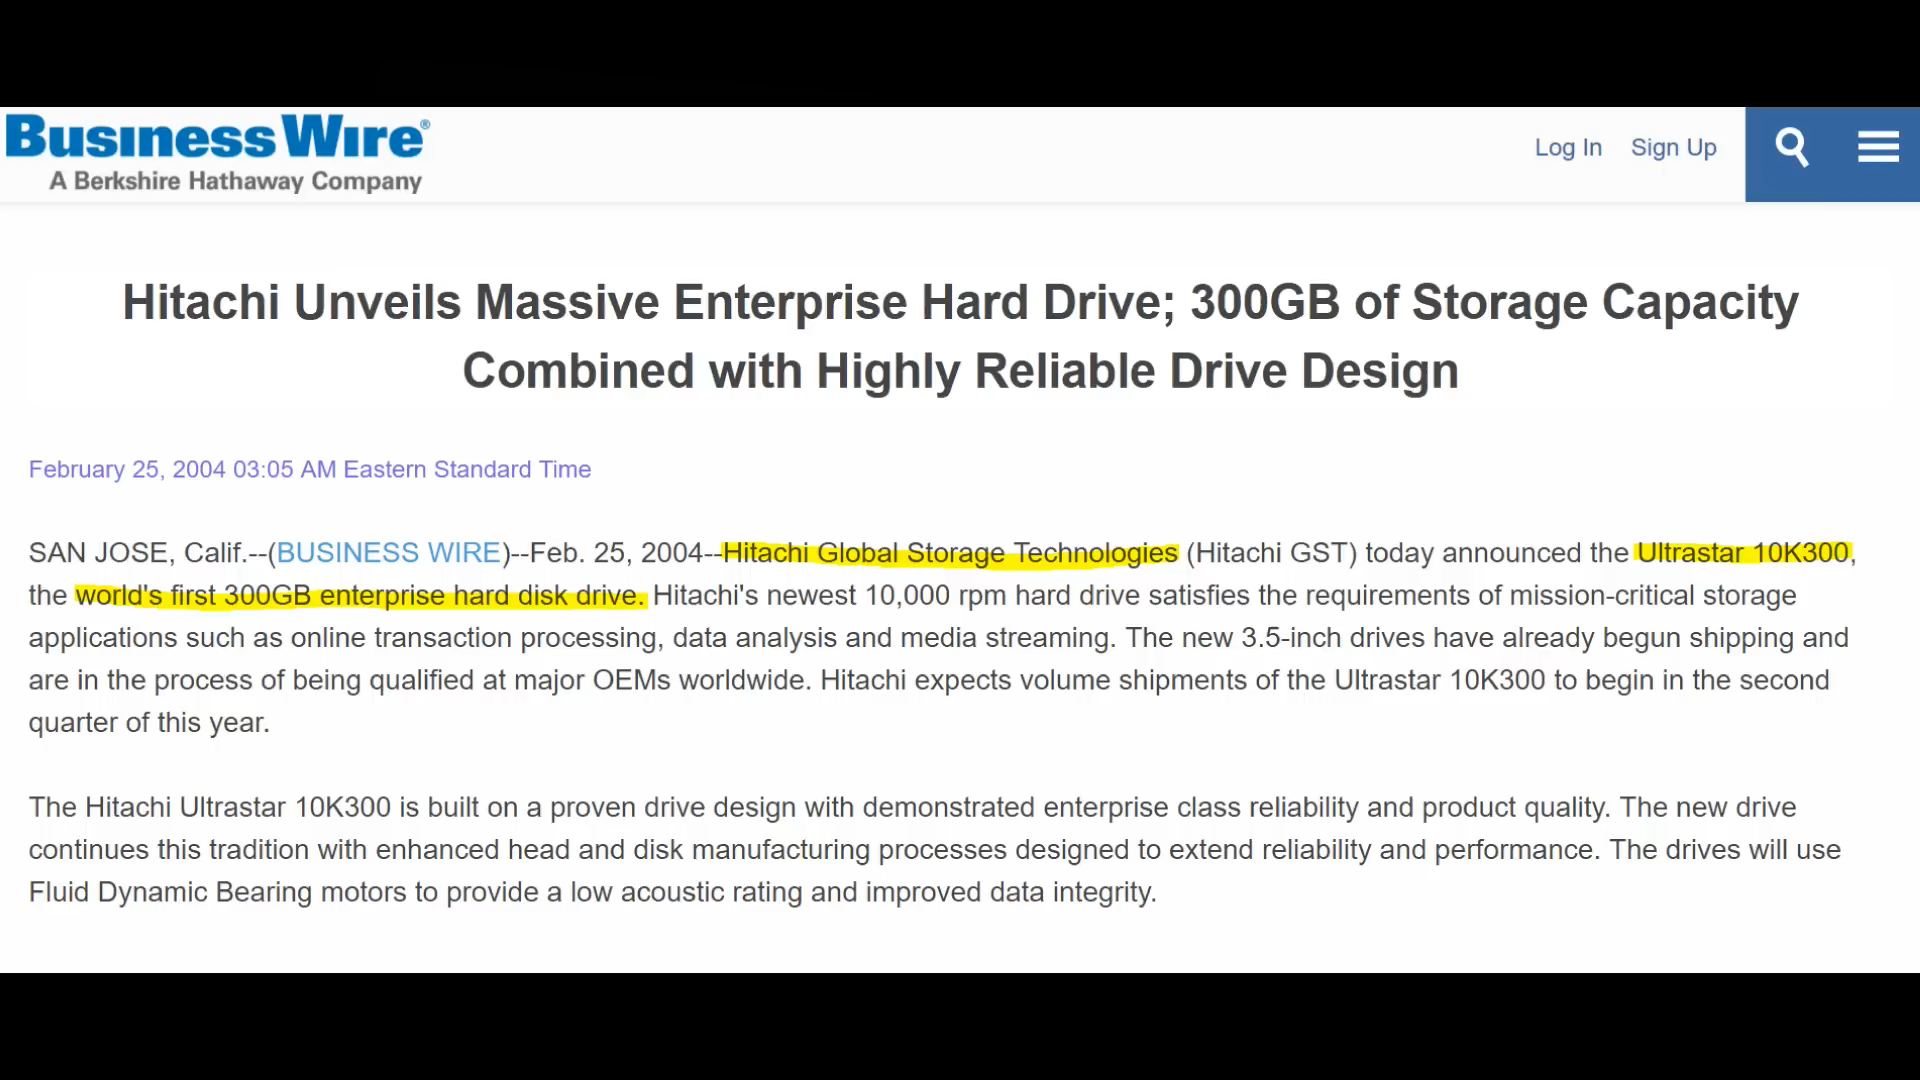 Business Wire®
A Berkshire Hathaway Company
Log In Sign Up
Hitachi Unveils Massive Enterprise Hard Drive; 300GB of Storage Capacity
Combined with Highly Reliable Drive Design
February 25, 2004 03:05 AM Eastern Standard Time
SAN JOSE, Calif.--(BUSINESS WIRE)--Feb. 25, 2004--Hitachi Global Storage Technologies (Hitachi GST) today announced the Ultrastar 10K300,
the world's first 300GB enterprise hard disk drive. Hitachi's newest 10,000 rpm hard drive satisfies the requirements of mission-critical storage
applications such as online transaction processing, data analysis and media streaming. The new 3.5-inch drives have already begun shipping and
are in the process of being qualified at major OEMs worldwide. Hitachi expects volume shipments of the Ultrastar 10K300 to begin in the second
quarter of this year.
The Hitachi Ultrastar 10K300 is built on a proven drive design with demonstrated enterprise class reliability and product quality. The new drive
continues this tradition with enhanced head and disk manufacturing processes designed to extend reliability and performance. The drives will use
Fluid Dynamic Bearing motors to provide a low acoustic rating and improved data integrity.